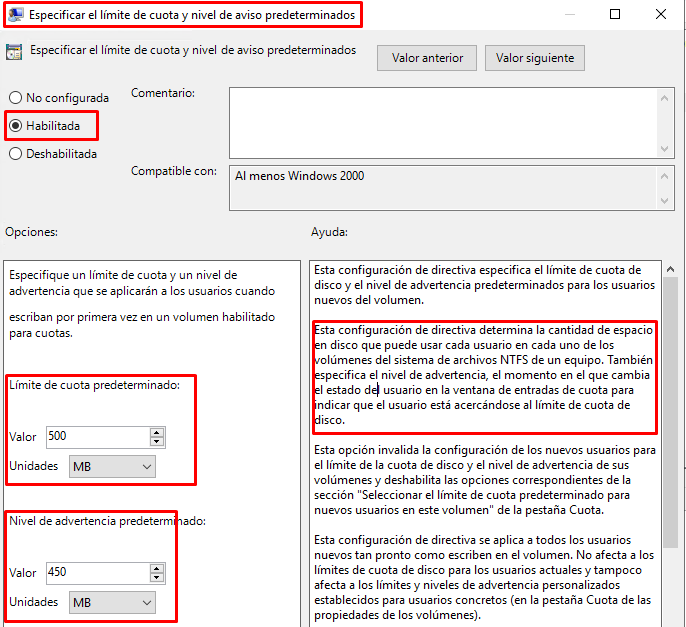 Especificar el límite de cuota y nivel de aviso predeterminados
Especificar el límite de cuota y nivel de aviso predeterminados
Valor anterior
Valor siguiente
No configurada
Habilitada
Deshabilitada
Comentario:
Compatible con:
Al menos Windows 2000
Opciones:
Ayuda:
Especifique un límite de cuota y un nivel de
advertencia que se aplicarán a los usuarios cuando
escriban por primera vez en un volumen habilitado
para cuotas.
Límite de cuota predeterminado:
Valor 500
Unidades MB
Nivel de advertencia predeterminado:
Valor 450
Unidades MB
Esta configuración de directiva especifica el límite de cuota de
disco y el nivel de advertencia predeterminados para los usuarios
nuevos del volumen.
Esta configuración de directiva determina la cantidad de espacio
en disco que puede usar cada usuario en cada uno de los
volúmenes del sistema de archivos NTFS de un equipo. También
especifica el nivel de advertencia, el momento en el que cambia
el estado del usuario en la ventana de entradas de cuota para
indicar que el usuario está acercándose al límite de cuota de
disco.
Esta opción invalida la configuración de los nuevos usuarios para
el límite de la cuota de disco y el nivel de advertencia de sus
volúmenes y deshabilita las opciones correspondientes de la
sección "Seleccionar el límite de cuota predeterminado para
nuevos usuarios en este volumen" de la pestaña Cuota.
Esta configuración de directiva se aplica a todos los usuarios
nuevos tan pronto como escriben en el volumen. No afecta a los
límites de cuota de disco para los usuarios actuales y tampoco
afecta a los límites y niveles de advertencia personalizados
establecidos para usuarios concretos (en la pestaña Cuota de las
propiedades de los volúmenes).